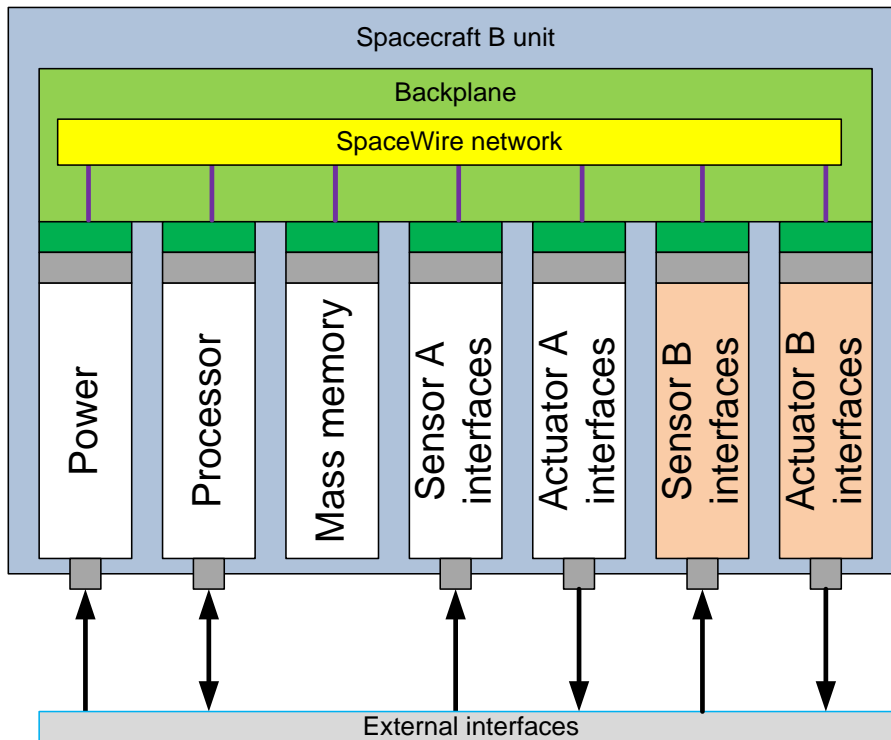 Spacecraft B unit
Backplane
SpaceWire network
Power
Processor
Mass memory
Sensor A
interfaces
Actuator A
interfaces
Sensor B
interfaces
Actuator B
interfaces
External interfaces